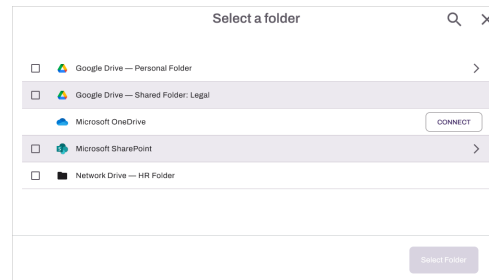 Select a folder
Google Drive — Personal Folder
Google Drive — Shared Folder: Legal
Microsoft OneDrive
CONNECT
Microsoft SharePoint
Network Drive — HR Folder
Select Folder